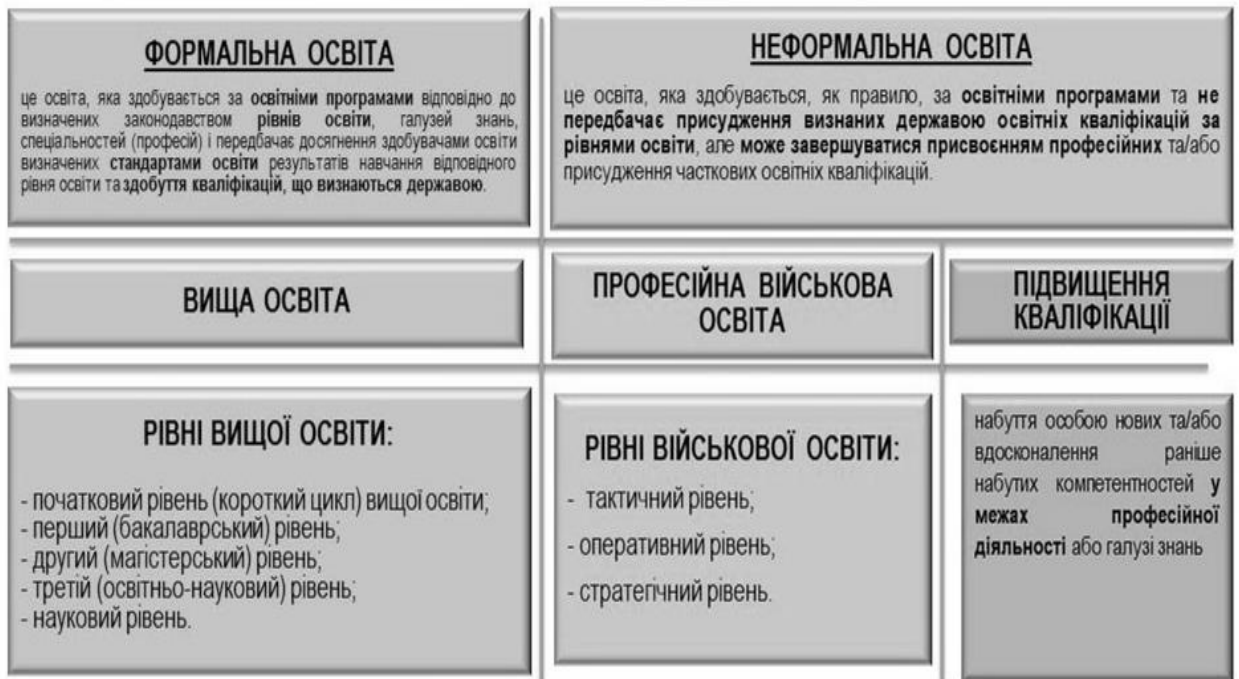 ФОРМАЛЬНА ОСВІТА
це освіта, яка здобувається за освітніми програмами відповідно до
визначених законодавством рівнів освіти, галузей знань,
спеціальностей (професій) і передбачає досягнення здобувачами освіти
визначених стандартами освіти результатів навчання відповідного
рівня освіти та здобуття кваліфікацій, що визнаються державою.
НЕФОРМАЛЬНА ОСВІТА
це освіта, яка здобувається, як правило, за освітніми програмами та не
передбачає присудження визнаних державою освітніх кваліфікацій за
рівнями освіти, але може завершуватися присвоєнням професійних та/або
присудження часткових освітніх кваліфікацій.
ВИЩА ОСВІТА
ПРОФЕСІЙНА ВІЙСЬКОВА
ОСВІТА
ПІДВИЩЕННЯ
КВАЛІФІКАЦІЇ
РІВНІ ВИЩОЇ ОСВІТИ:
- початковий рівень (короткий цикл) вищої освіти;
- перший (бакалаврський) рівень;
- другий (магістерський) рівень;
- третій (освітньо-науковий) рівень;
- науковий рівень.
РІВНІ ВІЙСЬКОВОЇ ОСВІТИ:
- тактичний рівень;
- оперативний рівень;
- стратегічний рівень.
набуття особою нових та/або
вдосконалення раніше
набутих компетентностей у
межах професійної
діяльності або галузі знань